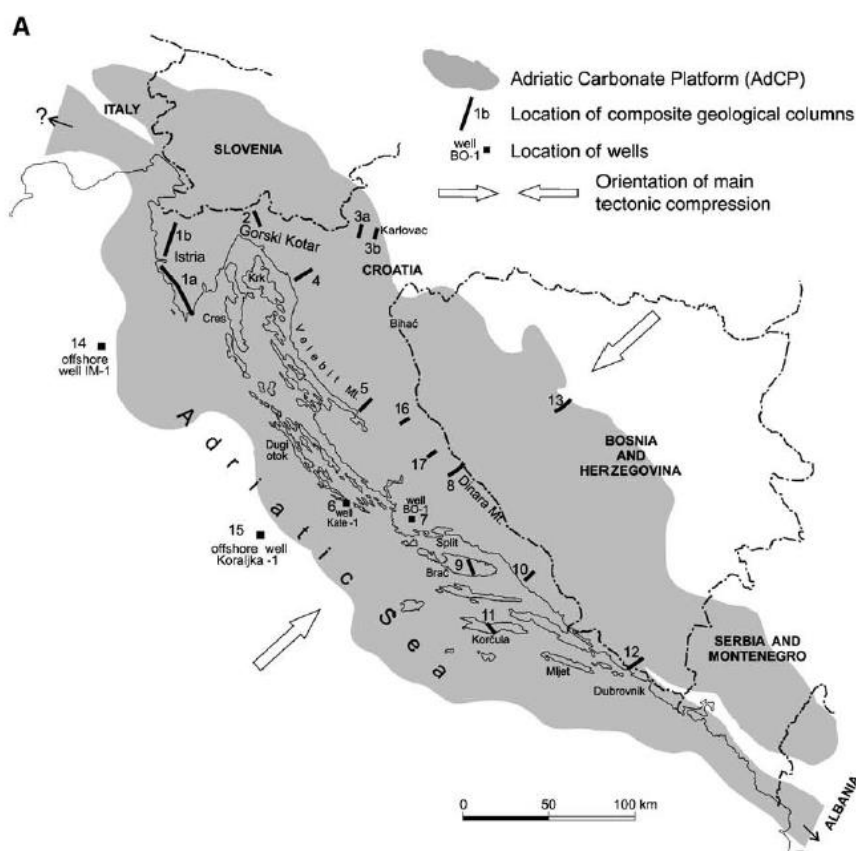 A
Adriatic Carbonate Platform (AdCP)
1b
Location of composite geological columns
well
BO-1
Location of wells
Orientation of main
tectonic compression
ITALY
?
SLOVENIA
2
Gorski Kotar
3a
Karlovac
3b
1b
Istria
CROATIA
1a
Krk
4
Cres
Bihać
Velebit Mt.
14
offshore
well IM-1
5
13
16
BOSNIA
AND
HERZEGOVINA
Dugi
otok
17
8
Dinara Mt.
Adriatic Sea
6
well
Kate -1
well
BO-1
7
15
offshore well
Koraljka -1
Split
9
Brač
10
11
Korčula
SERBIA AND
MONTENEGRO
12
Mljet
Dubrovnik
ALBANIA
0
50
100 km